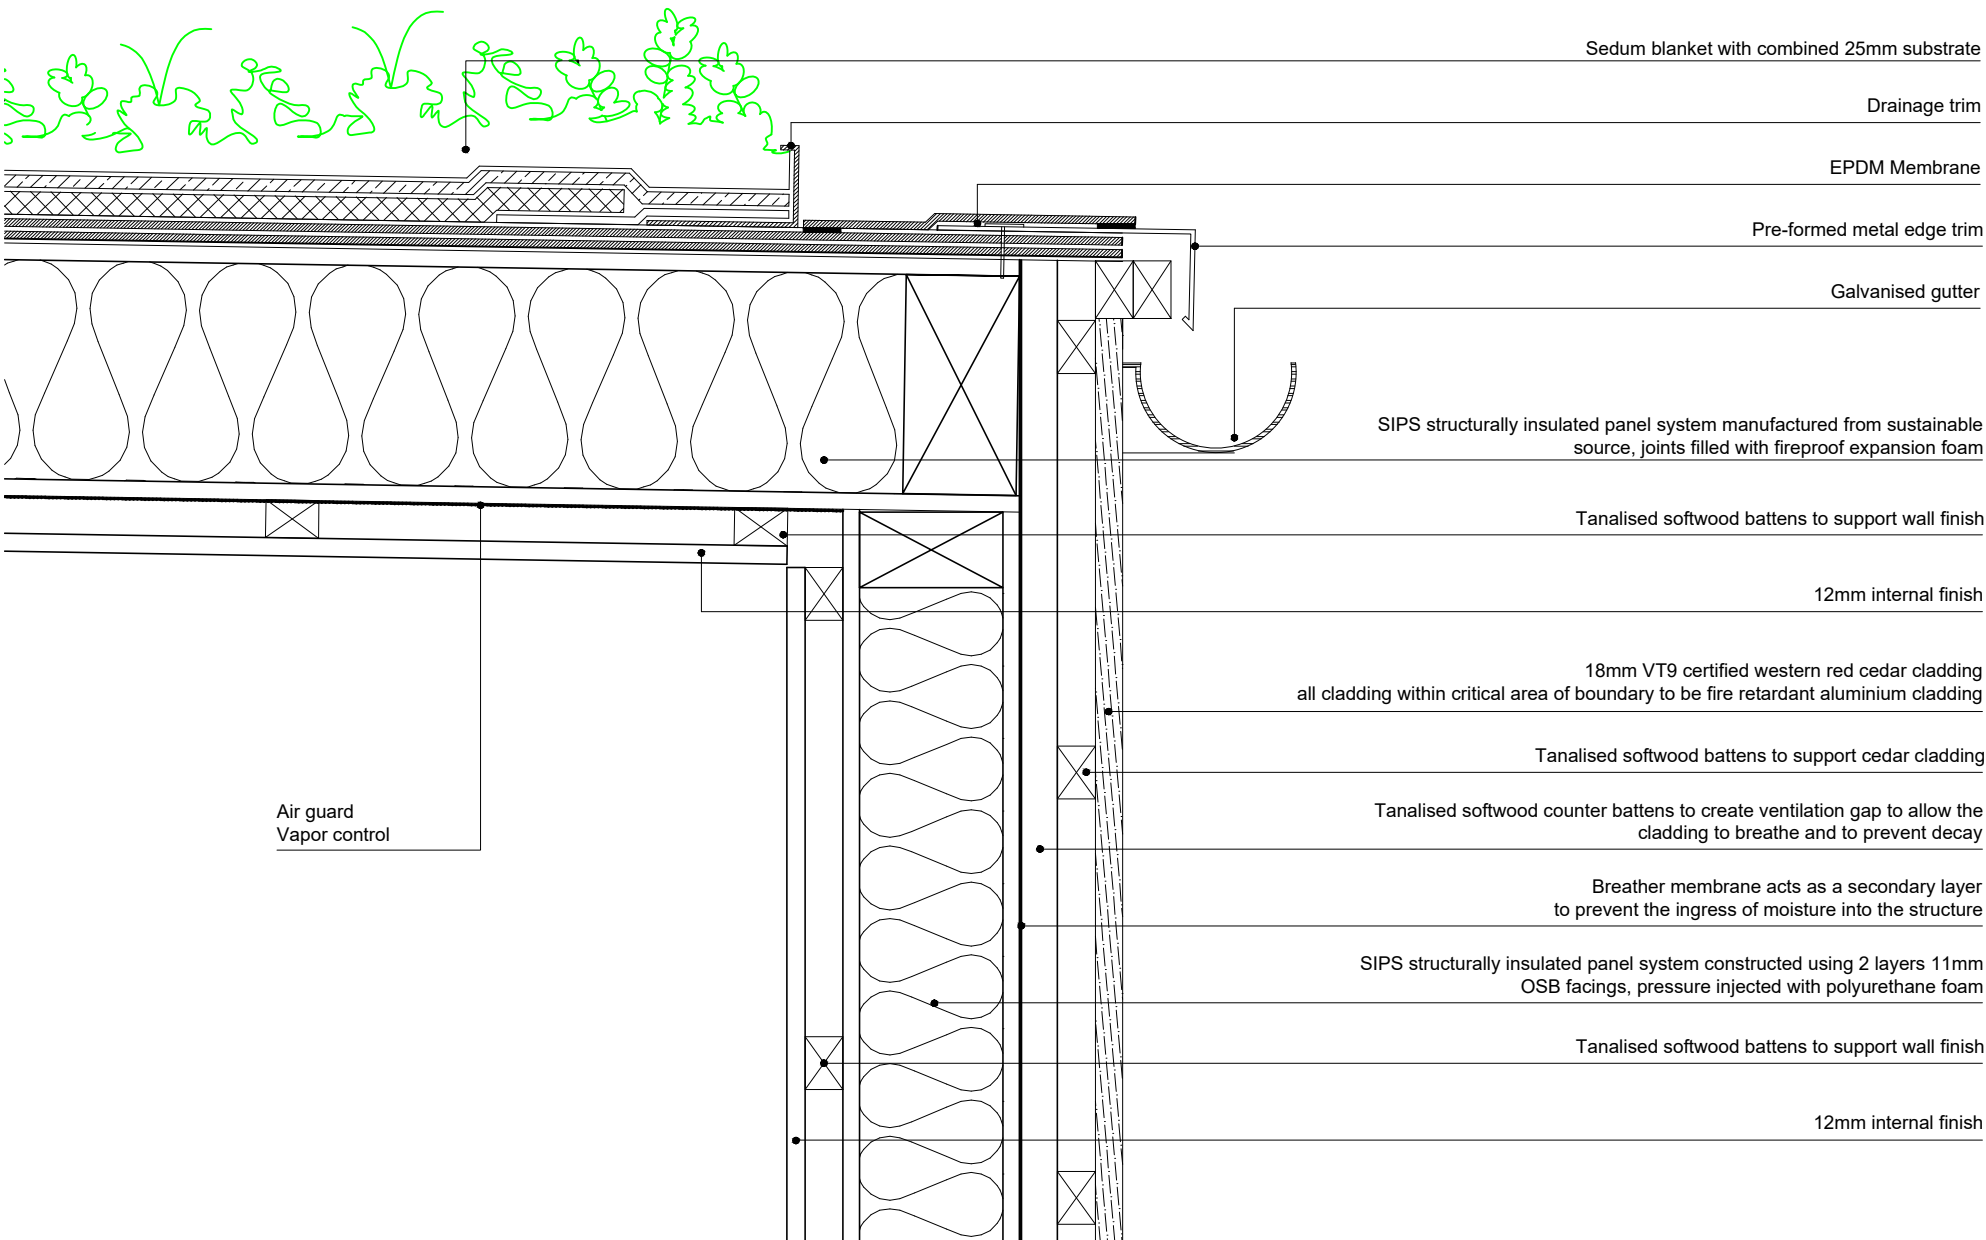 Sedum blanket with combined 25mm substrate
Drainage trim
EPDM Membrane
Pre-formed metal edge trim
Galvanised gutter
SIPS structurally insulated panel system manufactured from sustainable
source, joints filled with fireproof expansion foam
Tanalised softwood battens to support wall finish
12mm internal finish
18mm VT9 certified western red cedar cladding
all cladding within critical area of boundary to be fire retardant aluminium cladding
Tanalised softwood battens to support cedar cladding
Air guard
Vapor control
Tanalised softwood counter battens to create ventilation gap to allow the
cladding to breathe and to prevent decay
Breather membrane acts as a secondary layer
to prevent the ingress of moisture into the structure
SIPS structurally insulated panel system constructed using 2 layers 11mm
OSB facings, pressure injected with polyurethane foam
Tanalised softwood battens to support wall finish
12mm internal finish